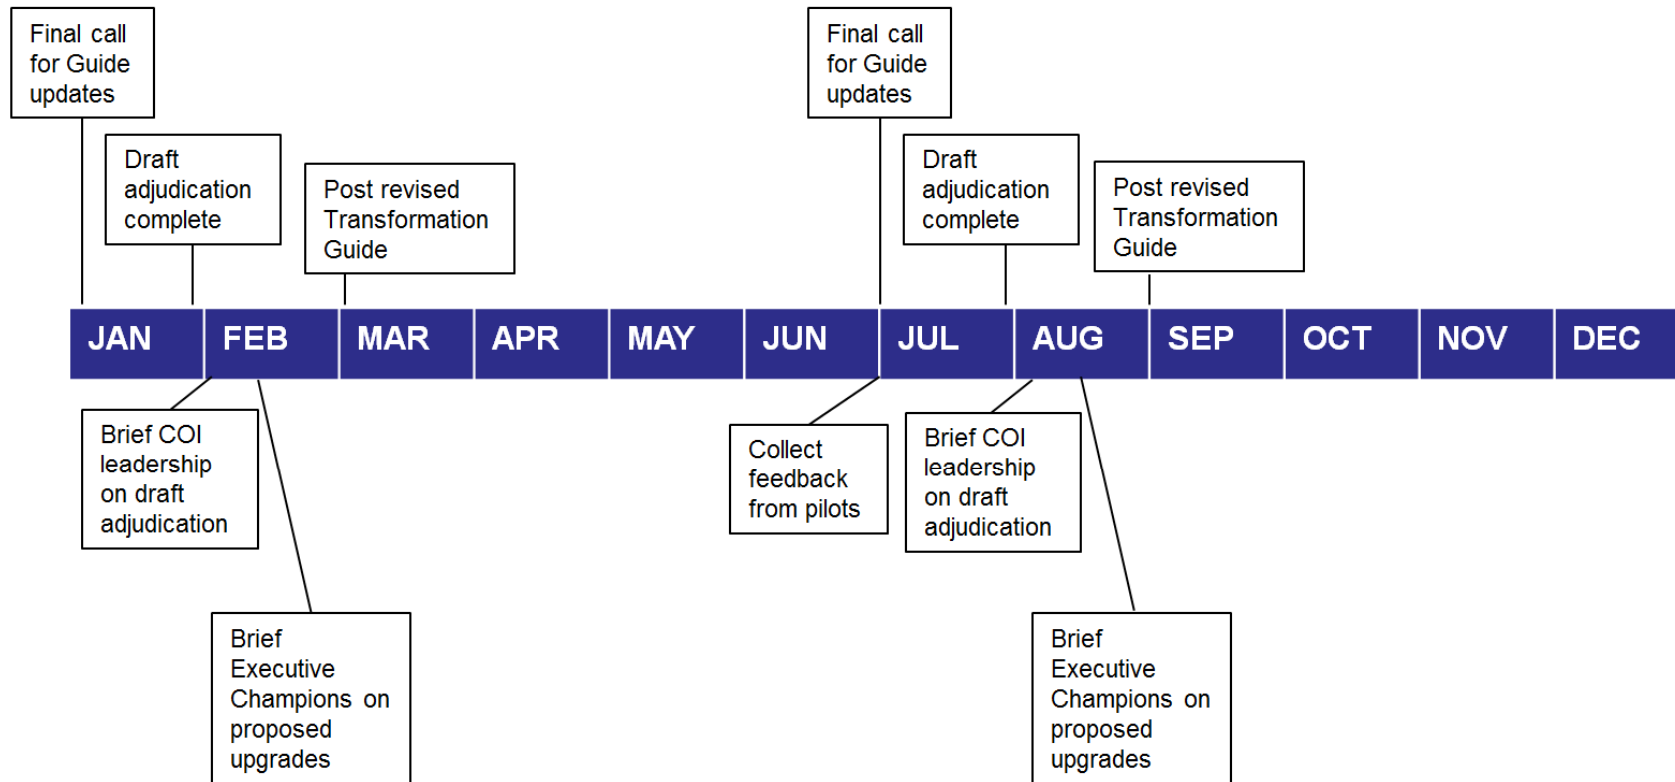 Final call
for Guide
updates
Final call
for Guide
updates
Draft
adjudication
complete
Post revised
Transformation
Guide
Draft
adjudication
complete
Post revised
Transformation
Guide
JAN FEB MAR APR MAY JUN JUL AUG SEP OCT NOV DEC
Brief COI
leadership
on draft
adjudication
Collect
feedback
from pilots
Brief COI
leadership
on draft
adjudication
Brief
Executive
Champions on
proposed
upgrades
Brief
Executive
Champions on
proposed
upgrades